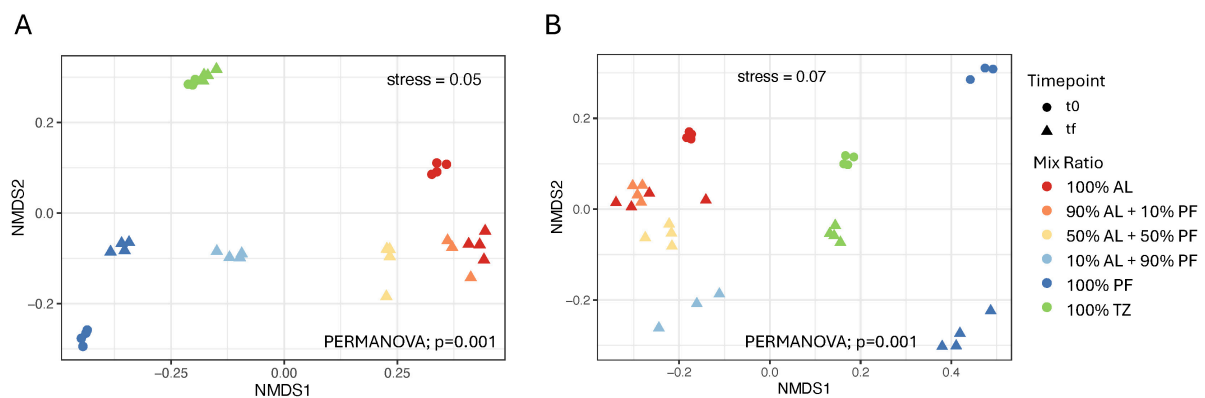 A
B
stress = 0.05
stress = 0.07
0.2
0.0
−0.2
NMDS2
PERMANOVA; p=0.001
−0.25
0.00
0.25
NMDS1
0.2
0.0
−0.2
NMDS2
PERMANOVA; p=0.001
−0.2
0.0
0.2
0.4
NMDS1
Timepoint
t0
tf
Mix Ratio
100% AL
90% AL + 10% PF
50% AL + 50% PF
10% AL + 90% PF
100% PF
100% TZ